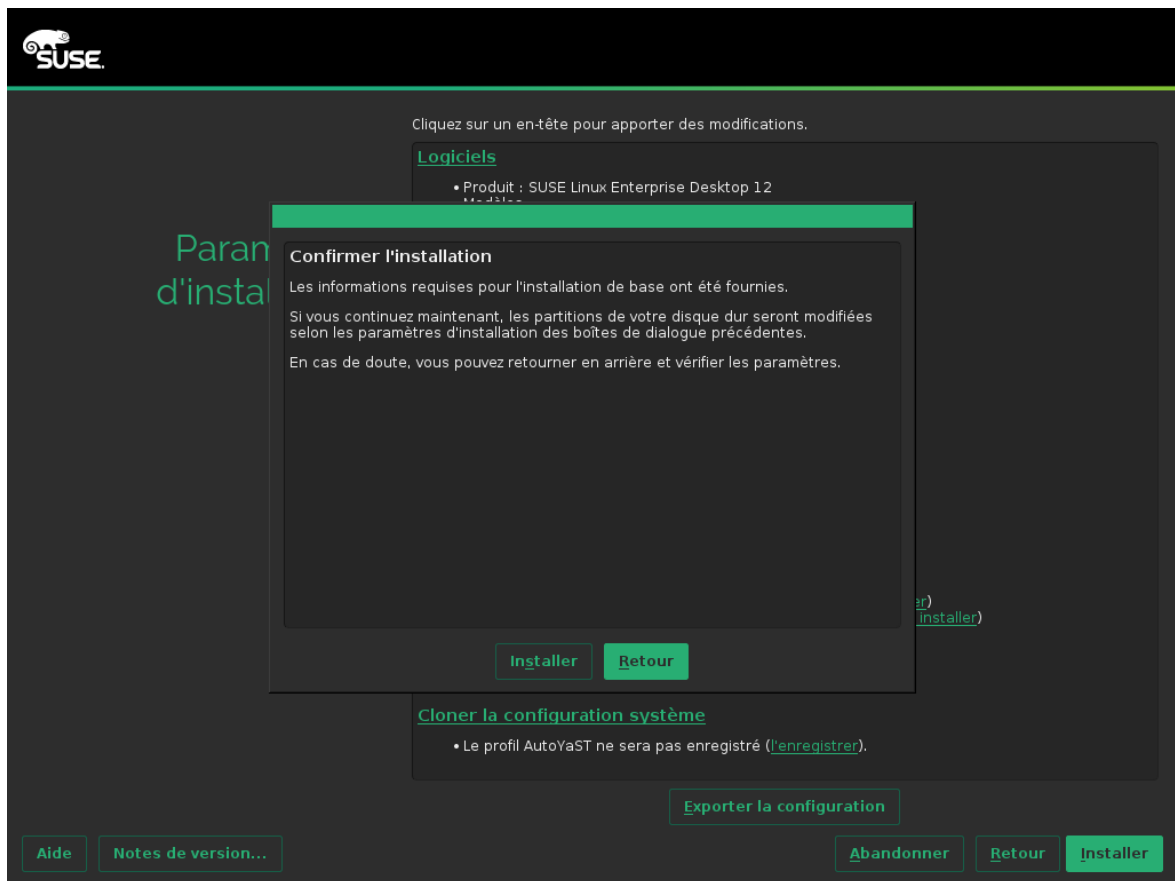 SUSE.
Cliquez sur un en-tête pour apporter des modifications.
Logiciels
• Produit : SUSE Linux Enterprise Desktop 12
Confirmer l'installation
Les informations requises pour l'installation de base ont été fournies.
Si vous continuez maintenant, les partitions de votre disque dur seront modifiées
selon les paramètres d'installation des boîtes de dialogue précédentes.
En cas de doute, vous pouvez retourner en arrière et vérifier les paramètres.
installer)
Installer
Retour
Cloner la configuration système
• Le profil AutoYaST ne sera pas enregistré (l'enregistrer).
Exporter la configuration
Aide
Notes de version...
Abandonner
Retour
Installer